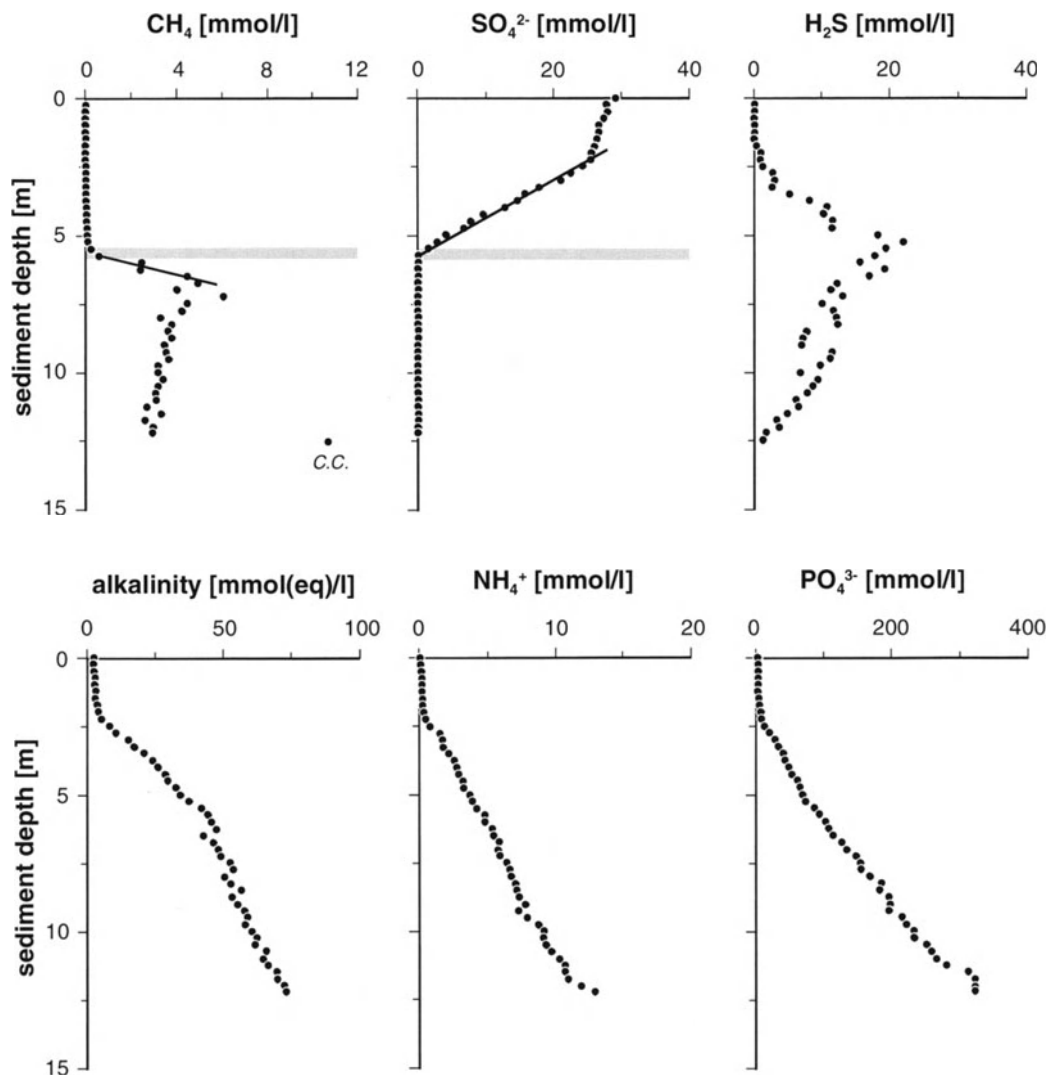 CH₄ [mmol/l] SO₄²⁻ [mmol/l] H₂S [mmol/l]
0 4 8 12 0 20 40 0 20 40
0
5
10
15
sediment depth [m]
C.C.
alkalinity [mmol(eq)/l] NH₄⁺ [mmol/l] PO₄³⁻ [mmol/l]
0 50 100 0 10 20 0 200 400
0
5
10
15
sediment depth [m]